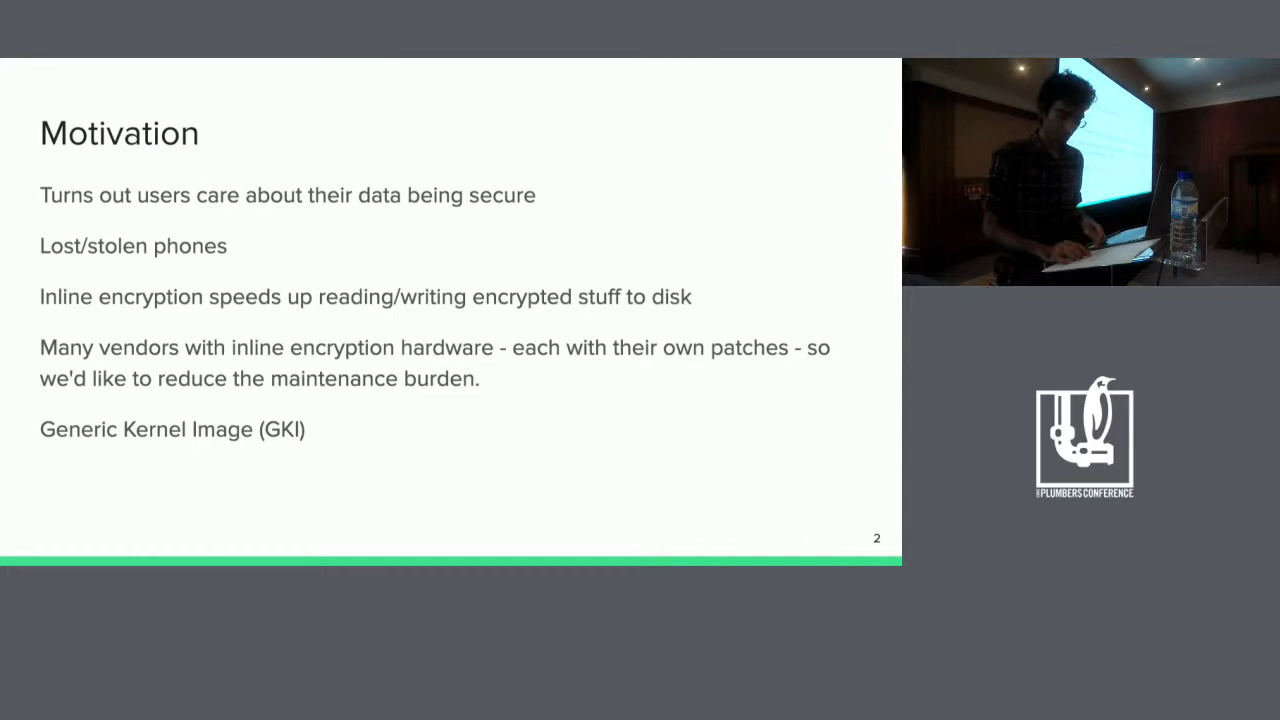 Motivation
Turns out users care about their data being secure
Lost/stolen phones
Inline encryption speeds up reading/writing encrypted stuff to disk
Many vendors with inline encryption hardware - each with their own patches - so
we'd like to reduce the maintenance burden.
Generic Kernel Image (GKI)
2
PLUMBERS CONFERENCE